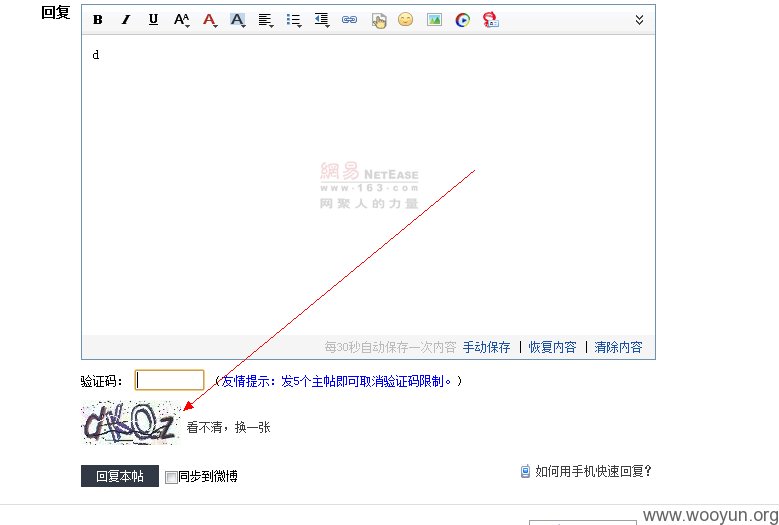 回复
B I U A A A
d
網易 NETEASE
www.163.com
网聚人的力量
每30秒自动保存一次内容 手动保存 | 恢复内容 | 清除内容
验证码： （友情提示：发5个主帖即可取消验证码限制。）
看不清，换一张
回复本帖 同步到微博 如何用手机快速回复?
www.wooyun.org